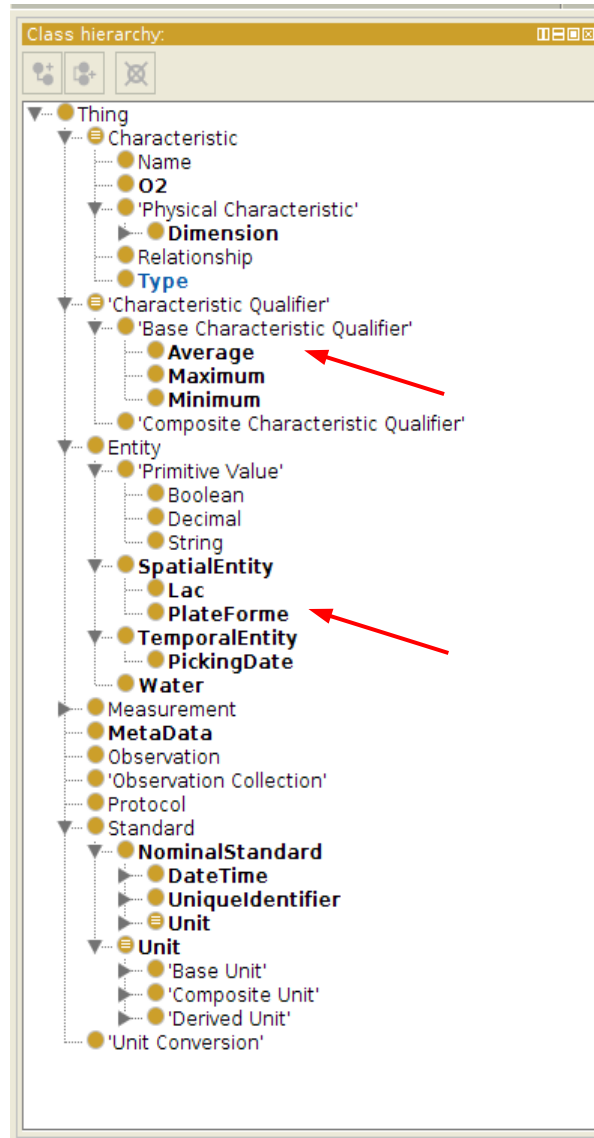 Class hierarchy:
Thing
Characteristic
Name
O2
'Physical Characteristic'
Dimension
Relationship
Type
'Characteristic Qualifier'
'Base Characteristic Qualifier'
Average
Maximum
Minimum
'Composite Characteristic Qualifier'
Entity
'Primitive Value'
Boolean
Decimal
String
SpatialEntity
Lac
PlateForme
TemporalEntity
PickingDate
Water
Measurement
MetaData
Observation
'Observation Collection'
Protocol
Standard
NominalStandard
DateTime
UniqueIdentifier
Unit
Unit
'Base Unit'
'Composite Unit'
'Derived Unit'
'Unit Conversion'